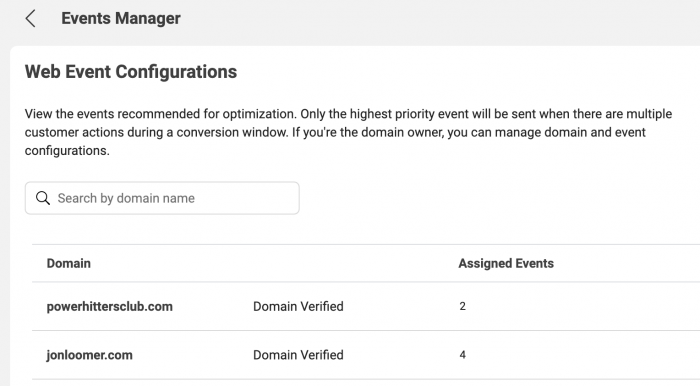 Events Manager
Web Event Configurations
View the events recommended for optimization. Only the highest priority event will be sent when there are multiple
customer actions during a conversion window. If you're the domain owner, you can manage domain and event
configurations.
Search by domain name
Domain Assigned Events
powerhittersclub.com Domain Verified 2
jonloomer.com Domain Verified 4